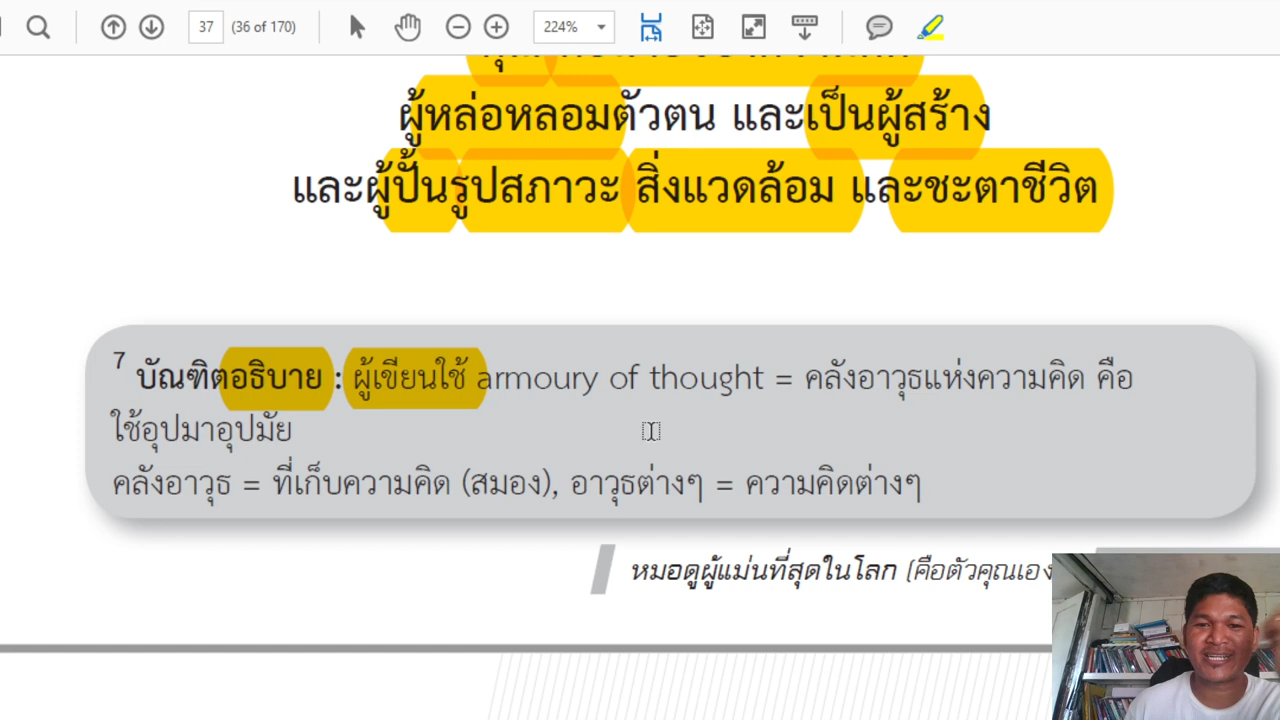 37 (36 of 170) 224%
ผู้หล่อหลอมตัวตน และเป็นผู้สร้าง
และผู้ปั้นรูปสภาวะ สิ่งแวดล้อม และชะตาชีวิต
7 บัณฑิตอธิบาย : ผู้เขียนใช้ armoury of thought = คลังอาวุธแห่งความคิด คือ
ใช้อุปมาอุปมัย
คลังอาวุธ = ที่เก็บความคิด (สมอง), อาวุธต่างๆ = ความคิดต่างๆ
หมอดูผู้แม่นที่สุดในโลก (คือตัวคุณเอง